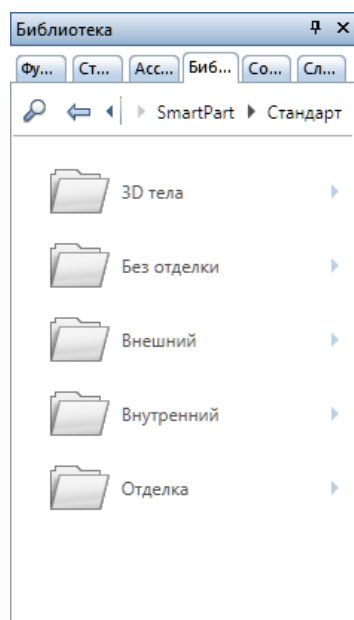 Библиотека
Фу... Ст... Асс... Биб... Со... Сл...
SmartPart Стандарт
3D тела
Без отделки
Внешний
Внутренний
Отделка